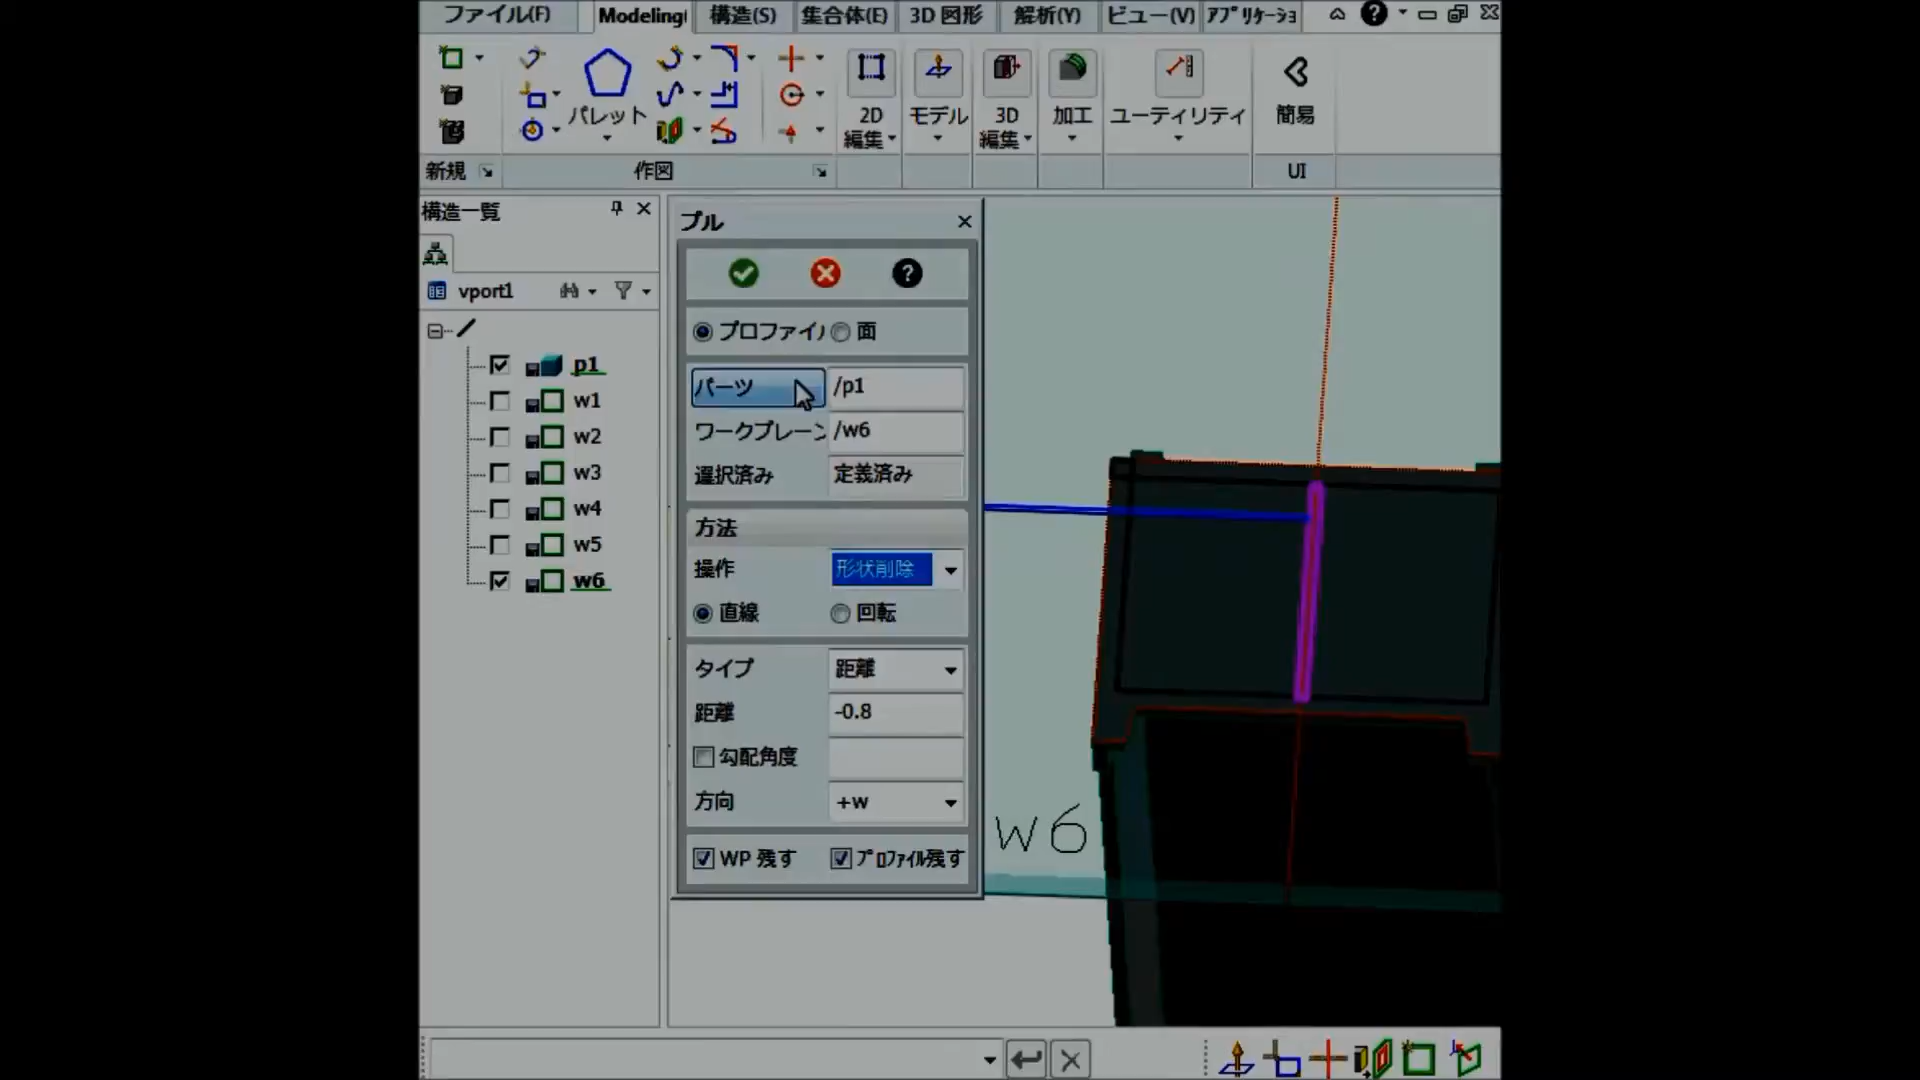 ファイル(F) Modeling( 構造(S) 集合体(E) 3D 図形 解析(Y) ビュー(V) ｱﾌﾟﾘｹｰｼｮ
パレット 2D 編集 モデル 3D 編集 加工 ユーティリティ 簡易
新規 作図 UI
構造一覧
vport1
p1
w1
w2
w3
w4
w5
w6
プル
プロファイル 面
パーツ /p1
ワークプレーン /w6
選択済み 定義済み
方法
操作 形状削除
直線 回転
タイプ 距離
距離 -0.8
勾配角度
方向 +w
WP 残す ﾌﾟﾛﾌｧｲﾙ残す
w6